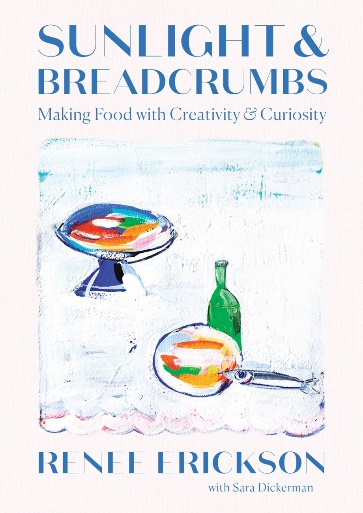 SUNLIGHT &
BREADCRUMBS
Making Food with Creativity & Curiosity
RENEE ERICKSON
with Sara Dickerman